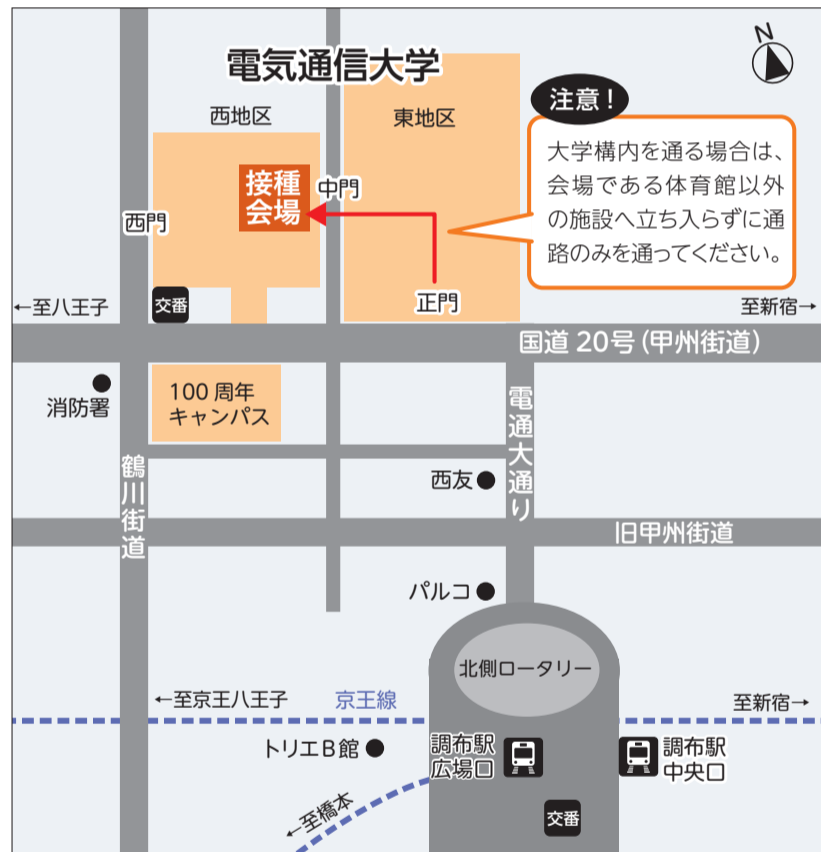 N
電気通信大学
西地区
東地区
注意!
大学構内を通る場合は、
会場である体育館以外
の施設へ立ち入らずに通
路のみを通ってください。
接種
会場
中門
西門
正門
交番
←至八王子
至新宿→
国道20号(甲州街道)
消防署
100周年
キャンパス
電通大通り
鶴川街道
西友
旧甲州街道
パルコ
北側ロータリー
←至京王八王子
京王線
至新宿→
トリエB館
調布駅
広場口
調布駅
中央口
←至橋本
交番